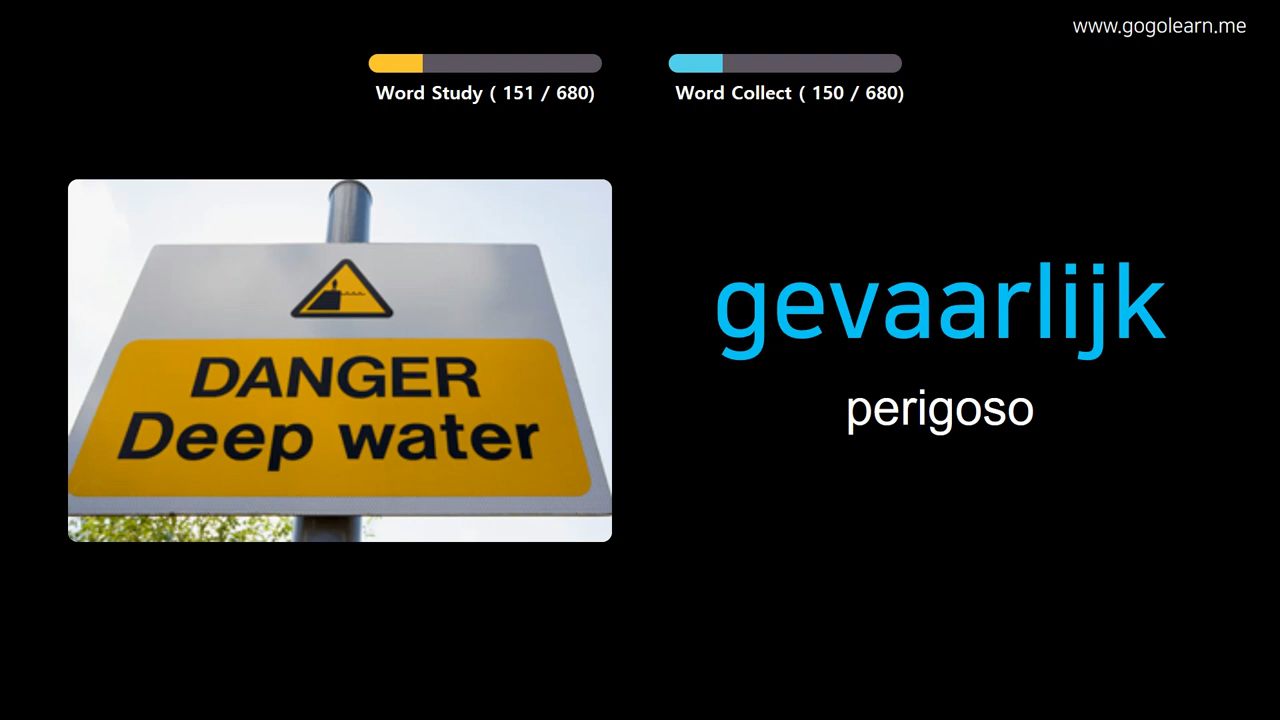 www.gogolearn.me
Word Study ( 151 / 680)
Word Collect ( 150 / 680)
DANGER
Deep water
gevaarlijk
perigoso